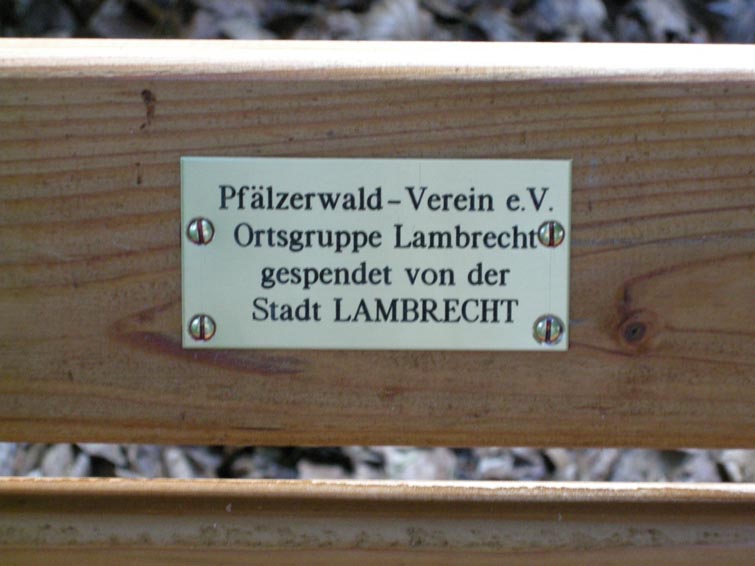 Pfälzerwald-Verein e.V.
Ortsgruppe Lambrecht
gespendet von der
Stadt LAMBRECHT